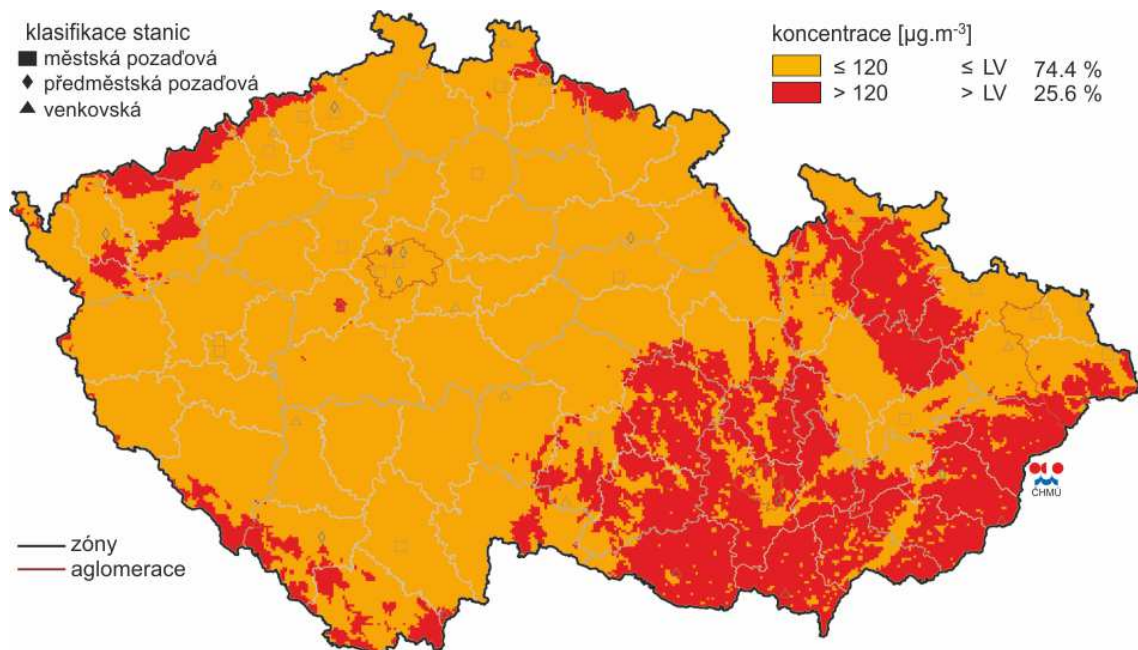 klasifikace stanic
městská pozaďová
předměstská pozaďová
venkovská
koncentrace [µg.m⁻³]
≤ 120 ≤ LV 74.4 %
> 120 > LV 25.6 %
ČHMÚ
zóny
aglomerace